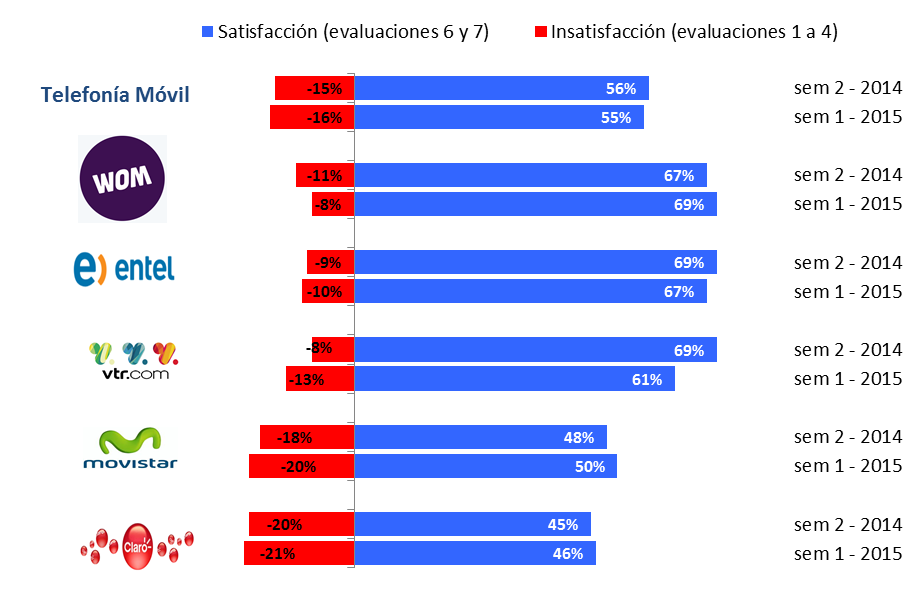 Satisfacción (evaluaciones 6 y 7) Insatisfacción (evaluaciones 1 a 4)
Telefonía Móvil
-15% 56% sem 2 - 2014
-16% 55% sem 1 - 2015
WOM
-11% 67% sem 2 - 2014
-8% 69% sem 1 - 2015
e) entel
-9% 69% sem 2 - 2014
-10% 67% sem 1 - 2015
v. t. r.
vtr.com
-8% 69% sem 2 - 2014
-13% 61% sem 1 - 2015
movistar
-18% 48% sem 2 - 2014
-20% 50% sem 1 - 2015
Claro
-20% 45% sem 2 - 2014
-21% 46% sem 1 - 2015